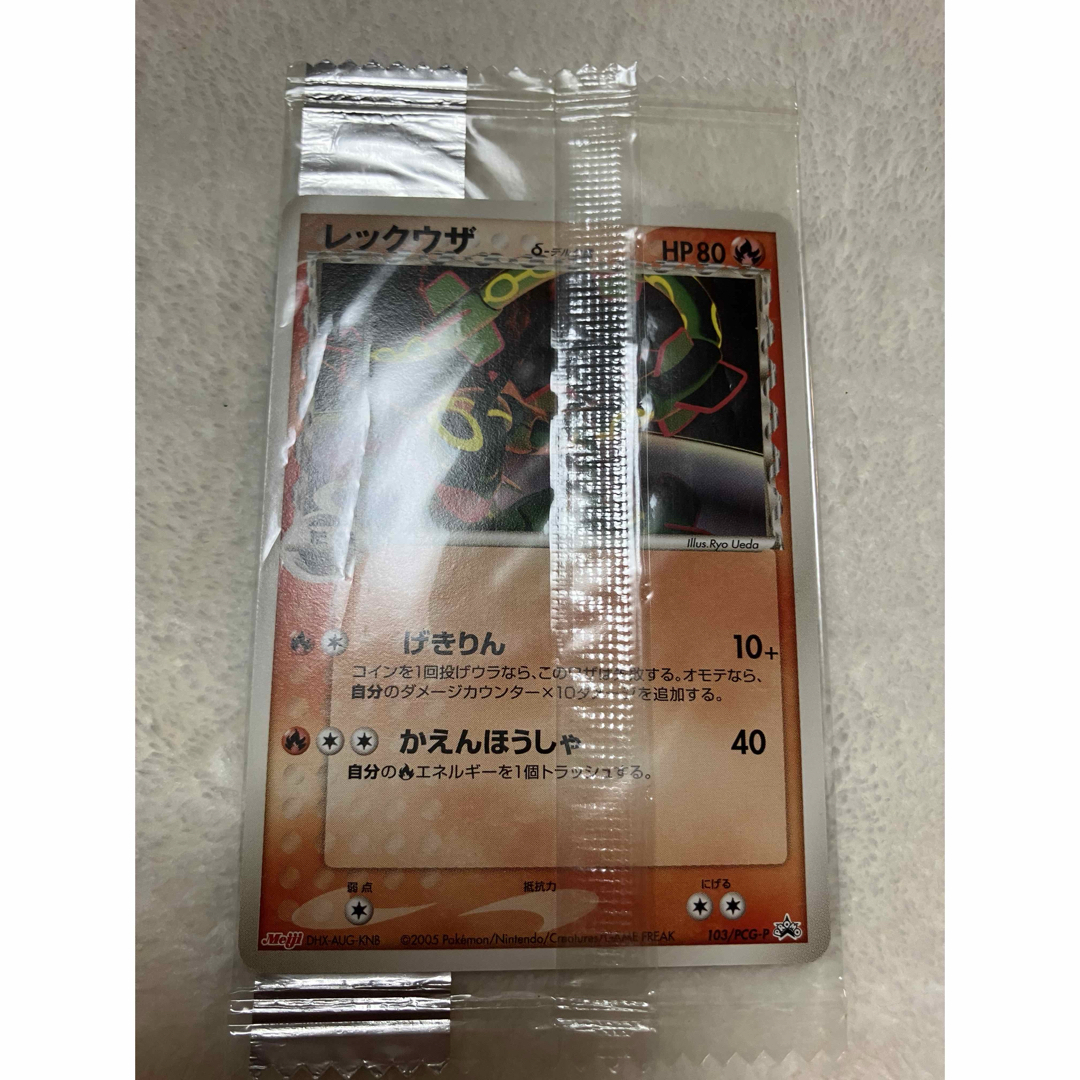 レックウザ
δ-デル
HP80
Illus.Ryo Ueda
げきりん 10+
コインを1回投げウラなら、このワザは失敗する。オモテなら、
自分のダメージカウンター×10ダメージを追加する。
かえんほうしゃ 40
自分のエネルギーを1個トラッシュする。
弱点 抵抗力 にげる
Meiji DHX-AUG-KNB ©2005 Pokémon/Nintendo/Creatures/GAME FREAK 103/PCG-P PROMO